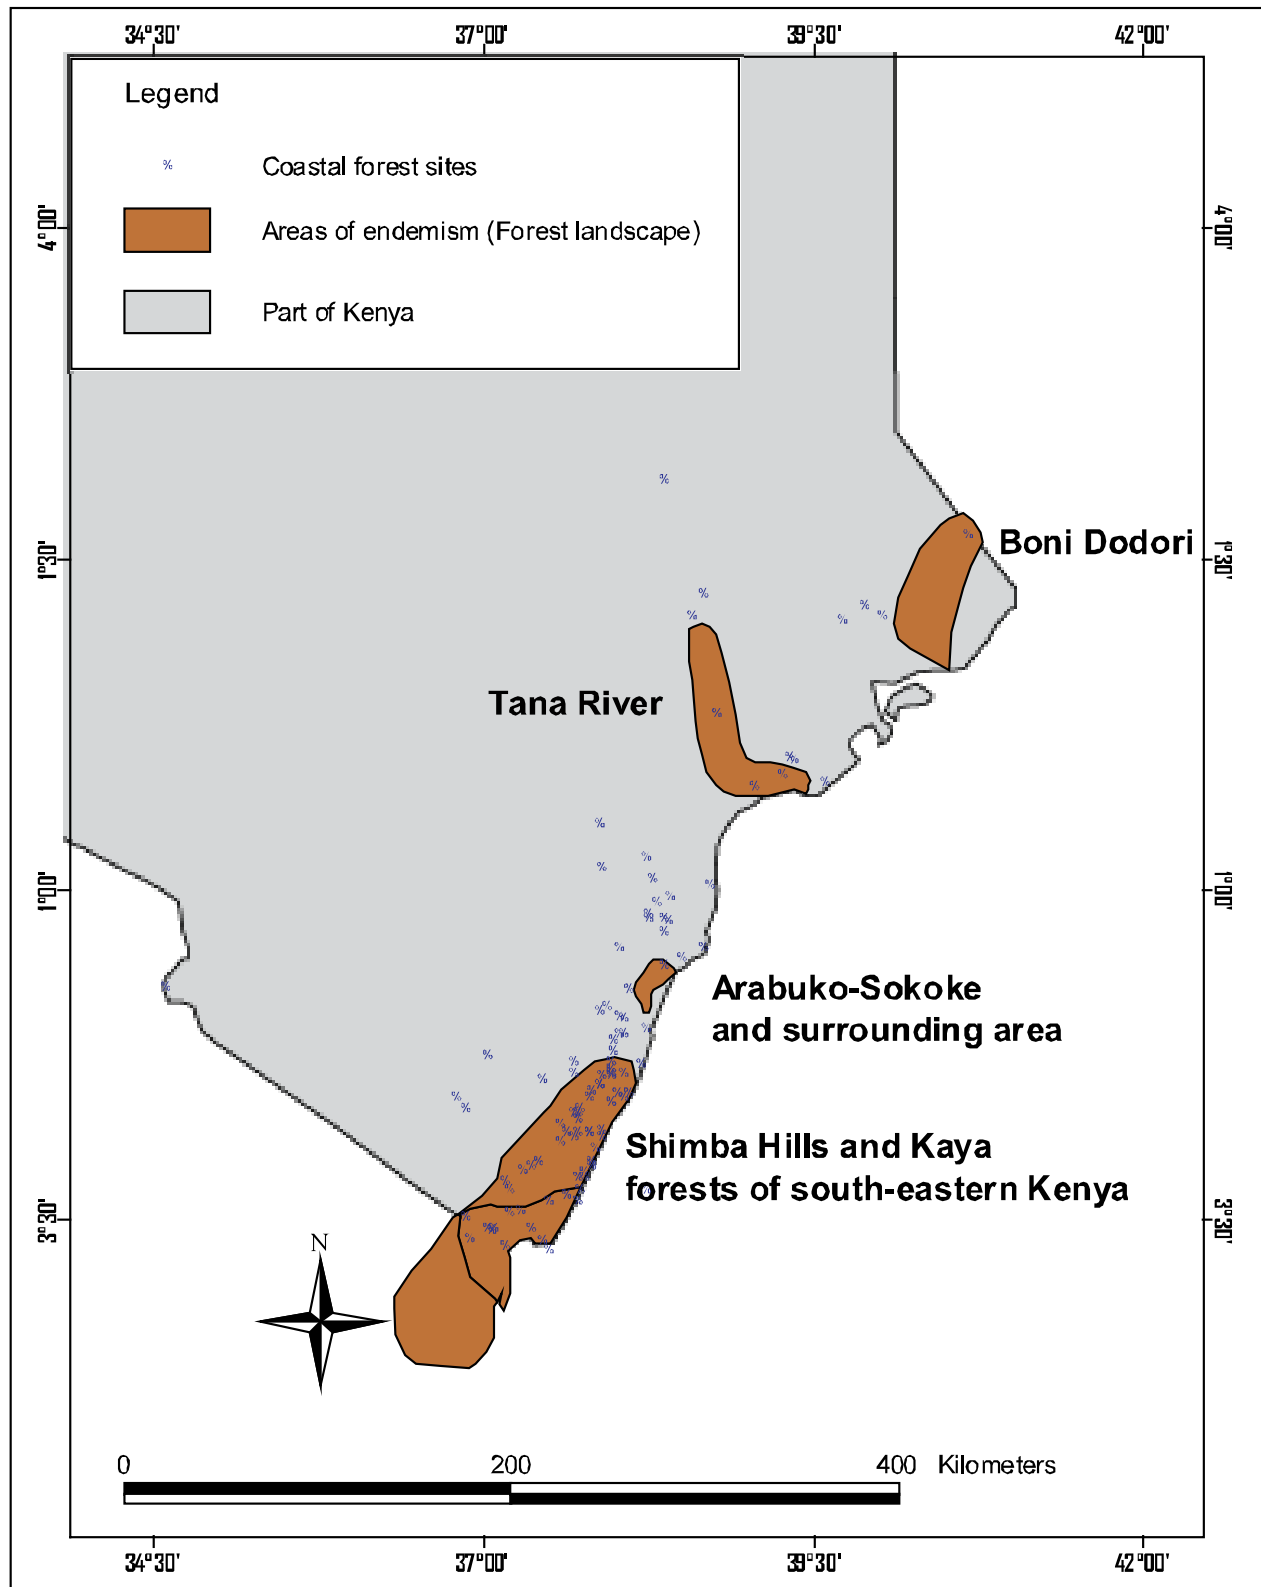 34°30' 37°00' 39°30' 42°00'
Legend
% Coastal forest sites
Areas of endemism (Forest landscape)
Part of Kenya
4°00' 4°00'
1°30' 1°30'
Boni Dodori
Tana River
1°00' 1°00'
Arabuko-Sokoke
and surrounding area
Shimba Hills and Kaya
forests of south-eastern Kenya
3°30' 3°30'
N
0 200 400 Kilometers
34°30' 37°00' 39°30' 42°00'